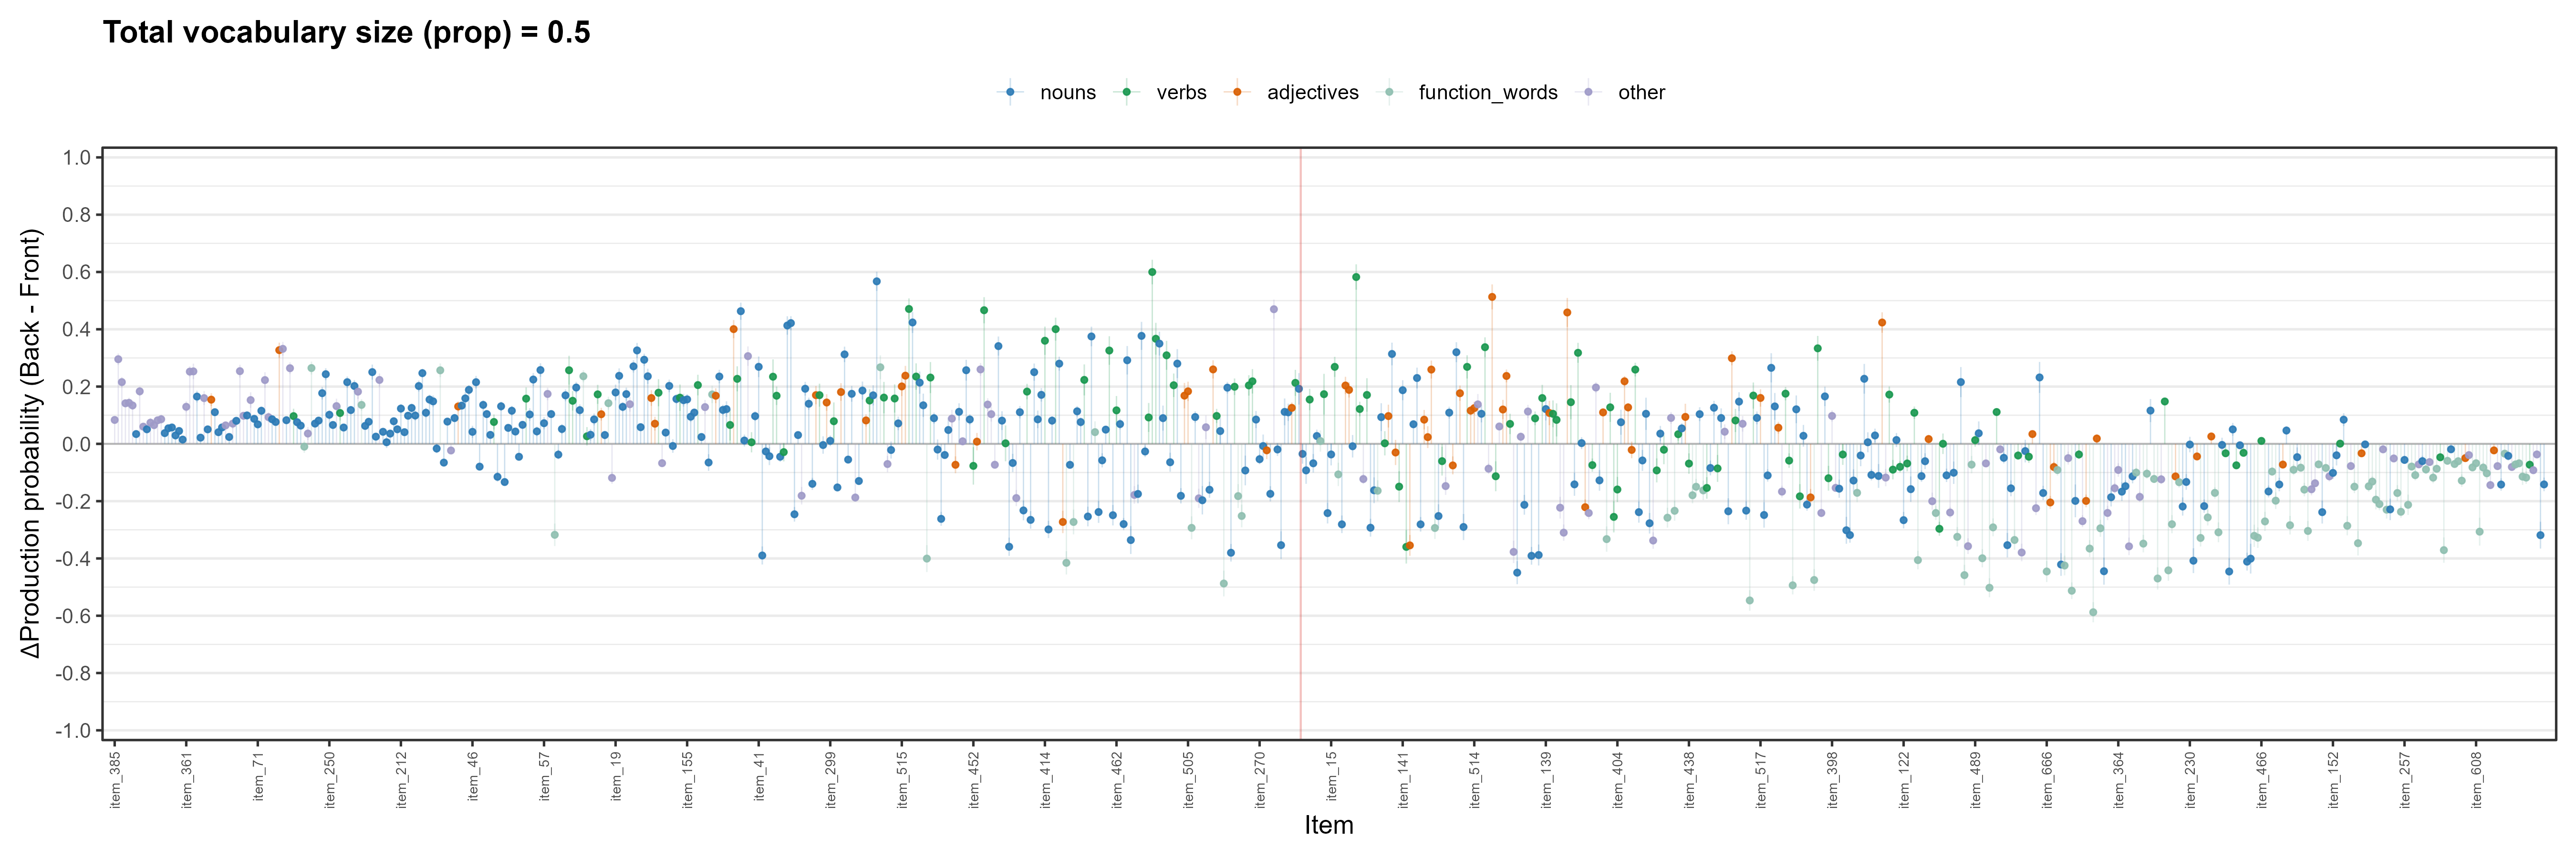 Total vocabulary size (prop) = 0.5
nouns verbs adjectives function_words other
ΔProduction probability (Back - Front)
1.0
0.8
0.6
0.4
0.2
0.0
-0.2
-0.4
-0.6
-0.8
-1.0
item_385 item_361 item_71 item_250 item_212 item_46 item_57 item_19 item_155 item_41 item_299 item_515 item_452 item_414 item_462 item_505 item_270 item_15 item_141 item_514 item_139 item_404 item_438 item_517 item_398 item_122 item_489 item_666 item_364 item_230 item_466 item_152 item_257 item_608
Item